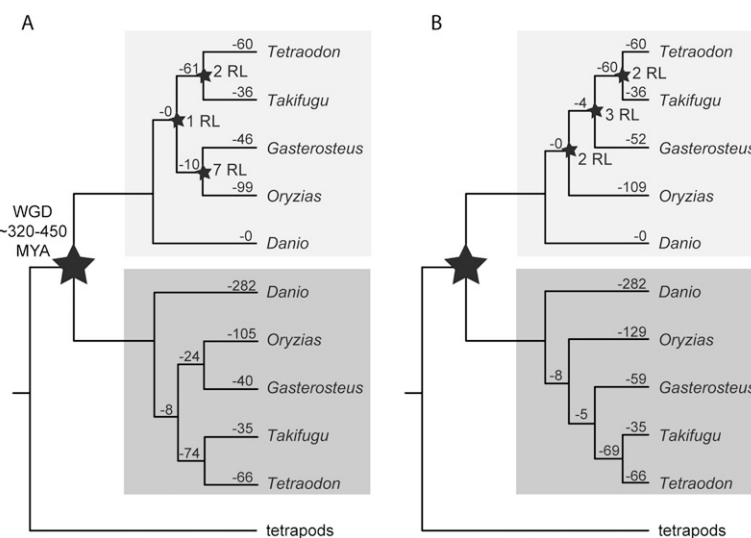 A
-60
Tetraodon
-61
2 RL
-36
Takifugu
-0
1 RL
-46
Gasterosteus
-10
7 RL
-99
Oryzias
WGD
~320-450
MYA
-0
Danio
-282
Danio
-105
Oryzias
-24
-40
Gasterosteus
-8
-35
Takifugu
-74
-66
Tetraodon
tetrapods
B
-60
Tetraodon
-60
2 RL
-36
Takifugu
-4
3 RL
-52
Gasterosteus
-0
2 RL
-109
Oryzias
-0
Danio
-282
Danio
-129
Oryzias
-8
-59
Gasterosteus
-5
-35
Takifugu
-69
-66
Tetraodon
tetrapods